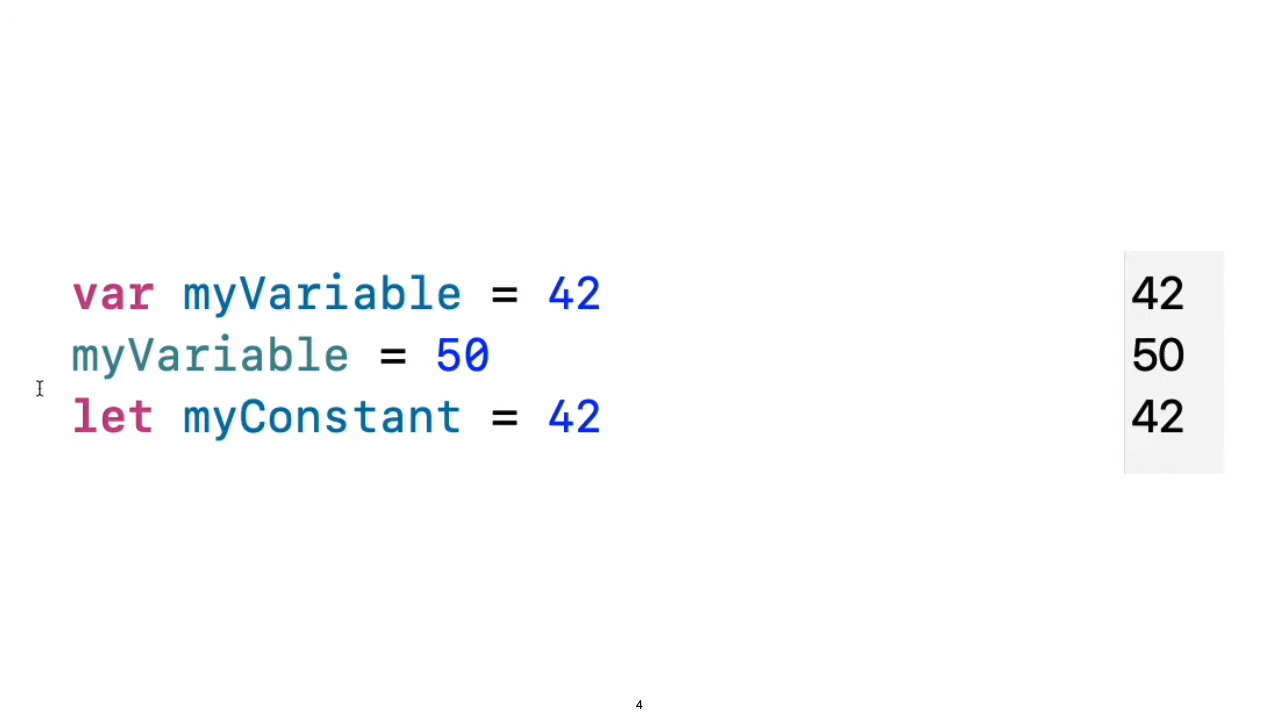 var myVariable = 42
myVariable = 50
let myConstant = 42
42
50
42
4